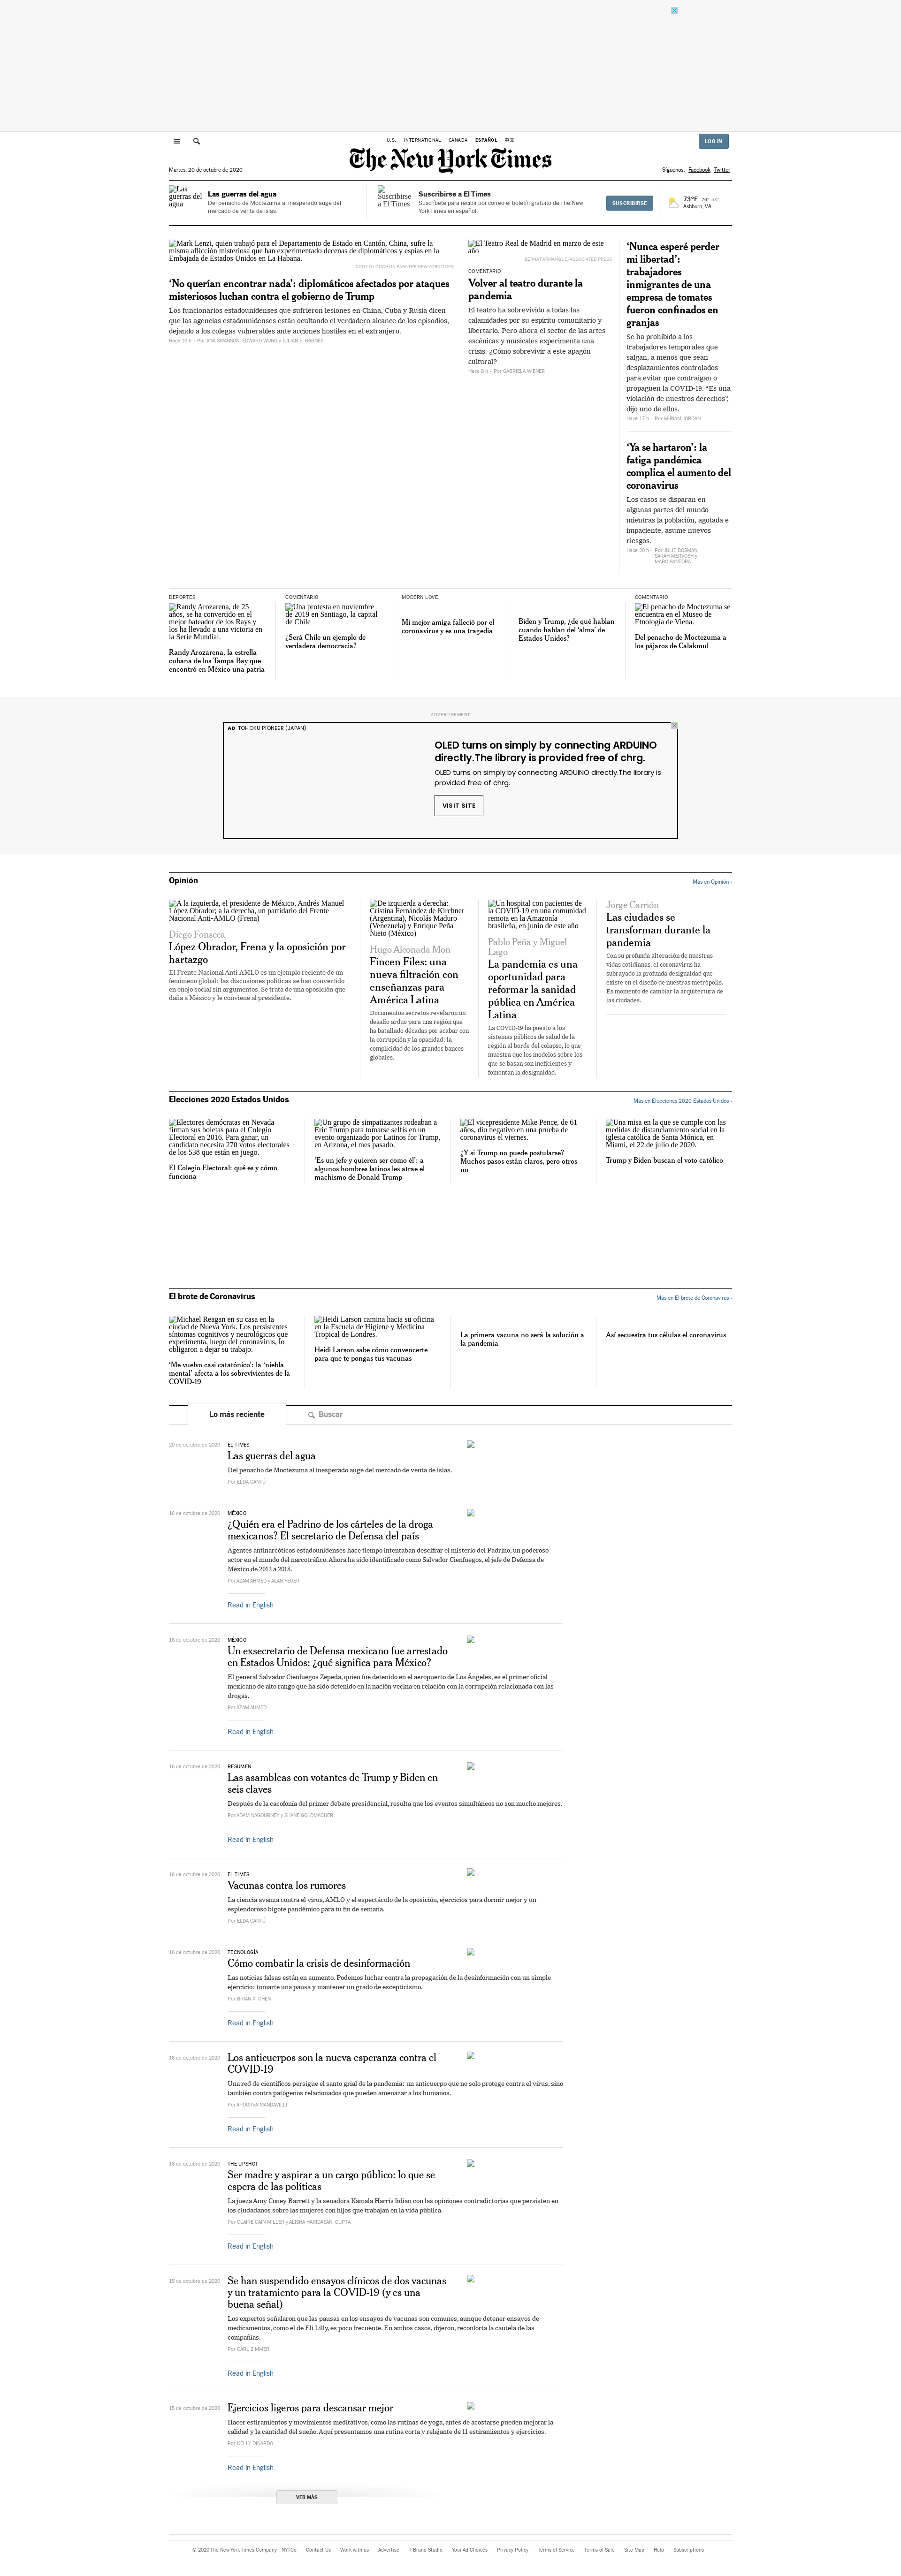 U.S.
INTERNATIONAL
CANADA
ESPAÑOL
中文
LOG IN
The New York Times
Martes, 20 de octubre de 2020
Síguenos: Facebook Twitter
Las guerras del agua
Las guerras del agua
Del penacho de Moctezuma al inesperado auge del
mercado de venta de islas.
Suscribirse a El Times
Suscribirse a El Times
Suscríbete para recibir por correo el boletín gratuito de The New
York Times en español.
SUSCRIBIRSE
73°F 76° 53°
Ashburn, VA
Mark Lenzi, quien trabajó para el Departamento de Estado en Cantón, China, sufre la
misma aflicción misteriosa que han experimentado decenas de diplomáticos y espías en la
Embajada de Estados Unidos en La Habana.
CODY O'LOUGHLIN PARA THE NEW YORK TIMES
‘No querían encontrar nada’: diplomáticos afectados por ataques
misteriosos luchan contra el gobierno de Trump
Los funcionarios estadounidenses que sufrieron lesiones en China, Cuba y Rusia dicen
que las agencias estadounidenses están ocultando el verdadero alcance de los episodios,
dejando a los colegas vulnerables ante acciones hostiles en el extranjero.
Por ANA SWANSON, EDWARD WONG y JULIAN E. BARNES
El Teatro Real de Madrid en marzo de este
año
BERNAT ARMANGUE/ASSOCIATED PRESS
COMENTARIO
Volver al teatro durante la
pandemia
El teatro ha sobrevivido a todas las
calamidades por su espíritu comunitario y
libertario. Pero ahora el sector de las artes
escénicas y musicales experimenta una
crisis. ¿Cómo sobrevivir a este apagón
cultural?
Hace 8 h – Por GABRIELA WIENER
‘Nunca esperé perder
mi libertad’:
trabajadores
inmigrantes de una
empresa de tomates
fueron confinados en
granjas
Se ha prohibido a los
trabajadores temporales que
salgan, a menos que sean
desplazamientos controlados
para evitar que contraigan o
propaguen la COVID-19. “Es una
violación de nuestros derechos”,
dijo uno de ellos.
Hace 17 h – Por MIRIAM JORDAN
‘Ya se hartaron’: la
fatiga pandémica
complica el aumento del
coronavirus
Los casos se disparan en
algunas partes del mundo
mientras la población, agotada e
impaciente, asume nuevos
riesgos.
Hace 20 h – Por JULIE BOSMAN,
SARAH MERVOSH y
MARC SANTORA
DEPORTES
Randy Arozarena, de 25
años, se ha convertido en el
mejor bateador de los Rays y
los ha llevado a una victoria en
la Serie Mundial.
Randy Arozarena, la estrella
cubana de los Tampa Bay que
encontró en México una patria
COMENTARIO
Una protesta en noviembre
de 2019 en Santiago, la capital
de Chile
¿Será Chile un ejemplo de
verdadera democracia?
MODERN LOVE
Mi mejor amiga falleció por el
coronavirus y es una tragedia
Biden y Trump, ¿de qué hablan
cuando hablan del ‘alma’ de
Estados Unidos?
COMENTARIO
El penacho de Moctezuma se
encuentra en el Museo de
Etnología de Viena.
Del penacho de Moctezuma a
los pájaros de Calakmul
ADVERTISEMENT
AD TOHOKU PIONEER (JAPAN)
OLED turns on simply by connecting ARDUINO
directly.The library is provided free of chrg.
OLED turns on simply by connecting ARDUINO directly.The library is
provided free of chrg.
VISIT SITE
Opinión
Más en Opinión ›
A la izquierda, el presidente de México, Andrés Manuel
López Obrador; a la derecha, un partidario del Frente
Nacional Anti-AMLO (Frena)
Diego Fonseca
López Obrador, Frena y la oposición por
hartazgo
El Frente Nacional Anti-AMLO es un ejemplo reciente de un
fenómeno global: las discusiones políticas se han convertido
en enojo social sin argumentos. Se trata de una oposición que
daña a México y le conviene al presidente.
De izquierda a derecha:
Cristina Fernández de Kirchner
(Argentina), Nicolás Maduro
(Venezuela) y Enrique Peña
Nieto (México)
Hugo Alconada Mon
Fincen Files: una
nueva filtración con
enseñanzas para
América Latina
Documentos secretos revelaron un
desafío arduo para una región que
ha batallado décadas por acabar con
la corrupción y la opacidad: la
complicidad de los grandes bancos
globales.
Un hospital con pacientes de
la COVID-19 en una comunidad
remota en la Amazonía
brasileña, en junio de este año
Pablo Peña y Miguel
Lago
La pandemia es una
oportunidad para
reformar la sanidad
pública en América
Latina
La COVID-19 ha puesto a los
sistemas públicos de salud de la
región al borde del colapso, lo que
muestra que los modelos sobre los
que se basan son ineficientes y
fomentan la desigualdad.
Jorge Carrión
Las ciudades se
transforman durante la
pandemia
Con su profunda alteración de nuestras
vidas cotidianas, el coronavirus ha
subrayado la profunda desigualdad que
existe en el diseño de nuestras metrópolis.
Es momento de cambiar la arquitectura de
las ciudades.
Elecciones 2020 Estados Unidos
Más en Elecciones 2020 Estados Unidos ›
Electores demócratas en Nevada
firman sus boletas para el Colegio
Electoral en 2016. Para ganar, un
candidato necesita 270 votos electorales
de los 538 que están en juego.
El Colegio Electoral: qué es y cómo
funciona
Un grupo de simpatizantes rodeaban a
Eric Trump para tomarse selfis en un
evento organizado por Latinos for Trump,
en Arizona, el mes pasado.
‘Es un jefe y quieren ser como él’: a
algunos hombres latinos les atrae el
machismo de Donald Trump
El vicepresidente Mike Pence, de 61
años, dio negativo en una prueba de
coronavirus el viernes.
¿Y si Trump no puede postularse?
Muchos pasos están claros, pero otros
no
Una misa en la que se cumple con las
medidas de distanciamiento social en la
iglesia católica de Santa Mónica, en
Miami, el 22 de julio de 2020.
Trump y Biden buscan el voto católico
El brote de Coronavirus
Más en El brote de Coronavirus ›
Michael Reagan en su casa en la
ciudad de Nueva York. Los persistentes
síntomas cognitivos y neurológicos que
experimenta, luego del coronavirus, lo
obligaron a dejar su trabajo.
‘Me vuelvo casi catatónico’: la ‘niebla
mental’ afecta a los sobrevivientes de la
COVID-19
Heidi Larson camina hacia su oficina
en la Escuela de Higiene y Medicina
Tropical de Londres.
Heidi Larson sabe cómo convencerte
para que te pongas tus vacunas
La primera vacuna no será la solución a
la pandemia
Así secuestra tus células el coronavirus
Lo más reciente
Buscar
20 de octubre de 2020
EL TIMES
Las guerras del agua
Del penacho de Moctezuma al inesperado auge del mercado de venta de islas.
Por ELDA CANTÚ
16 de octubre de 2020
MÉXICO
¿Quién era el Padrino de los cárteles de la droga
mexicanos? El secretario de Defensa del país
Agentes antinarcóticos estadounidenses hace tiempo intentaban descifrar el misterio del Padrino, un poderoso
actor en el mundo del narcotráfico. Ahora ha sido identificado como Salvador Cienfuegos, el jefe de Defensa de
México de 2012 a 2018.
Por AZAM AHMED y ALAN FEUER
Read in English
16 de octubre de 2020
MÉXICO
Un exsecretario de Defensa mexicano fue arrestado
en Estados Unidos: ¿qué significa para México?
El general Salvador Cienfuegos Zepeda, quien fue detenido en el aeropuerto de Los Ángeles, es el primer oficial
mexicano de alto rango que ha sido detenido en la nación vecina en relación con la corrupción relacionada con las
drogas.
Por AZAM AHMED
Read in English
16 de octubre de 2020
RESUMEN
Las asambleas con votantes de Trump y Biden en
seis claves
Después de la cacofonía del primer debate presidencial, resulta que los eventos simultáneos no son mucho mejores.
Por ADAM NAGOURNEY y SHANE GOLDMACHER
Read in English
16 de octubre de 2020
EL TIMES
Vacunas contra los rumores
La ciencia avanza contra el virus, AMLO y el espectáculo de la oposición, ejercicios para dormir mejor y un
esplendoroso bigote pandémico para tu fin de semana.
Por ELDA CANTÚ
16 de octubre de 2020
TECNOLOGÍA
Cómo combatir la crisis de desinformación
Las noticias falsas están en aumento. Podemos luchar contra la propagación de la desinformación con un simple
ejercicio: tomarte una pausa y mantener un grado de escepticismo.
Por BRIAN X. CHEN
Read in English
16 de octubre de 2020
Los anticuerpos son la nueva esperanza contra el
COVID-19
Una red de científicos persigue el santo grial de la pandemia: un anticuerpo que no solo protege contra el virus, sino
también contra patógenos relacionados que pueden amenazar a los humanos.
Por APOORVA MANDAVILLI
Read in English
16 de octubre de 2020
THE UPSHOT
Ser madre y aspirar a un cargo público: lo que se
espera de las políticas
La jueza Amy Coney Barrett y la senadora Kamala Harris lidian con las opiniones contradictorias que persisten en
los ciudadanos sobre las mujeres con hijos que trabajan en la vida pública.
Por CLAIRE CAIN MILLER y ALISHA HARIDASANI GUPTA
Read in English
15 de octubre de 2020
Se han suspendido ensayos clínicos de dos vacunas
y un tratamiento para la COVID-19 (y es una
buena señal)
Los expertos señalaron que las pausas en los ensayos de vacunas son comunes, aunque detener ensayos de
medicamentos, como el de Eli Lilly, es poco frecuente. En ambos casos, dijeron, reconforta la cautela de las
compañías.
Por CARL ZIMMER
Read in English
15 de octubre de 2020
Ejercicios ligeros para descansar mejor
Hacer estiramientos y movimientos meditativos, como las rutinas de yoga, antes de acostarse pueden mejorar la
calidad y la cantidad del sueño. Aquí presentamos una rutina corta y relajante de 11 estiramientos y ejercicios.
Por KELLY DINARDO
Read in English
VER MÁS
© 2020 The New York Times Company NYTCo Contact Us Work with us Advertise T Brand Studio Your Ad Choices Privacy Policy Terms of Service Terms of Sale Site Map Help Subscriptions